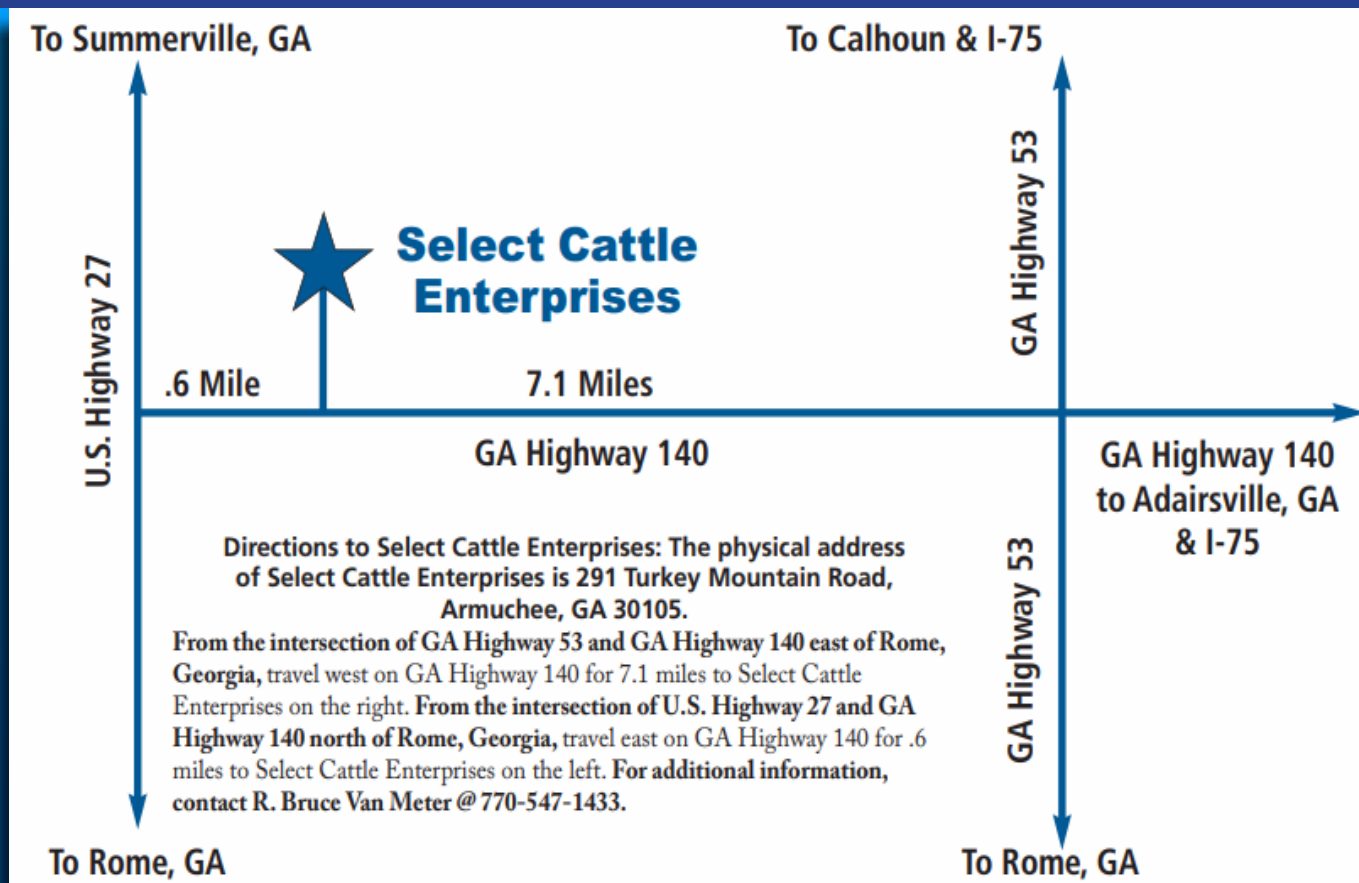 To Summerville, GA
To Calhoun & I-75
U.S. Highway 27
GA Highway 53
Select Cattle
Enterprises
.6 Mile
7.1 Miles
GA Highway 140
GA Highway 140
to Adairsville, GA
& I-75
GA Highway 53
Directions to Select Cattle Enterprises: The physical address
of Select Cattle Enterprises is 291 Turkey Mountain Road,
Armuchee, GA 30105.
From the intersection of GA Highway 53 and GA Highway 140 east of Rome,
Georgia, travel west on GA Highway 140 for 7.1 miles to Select Cattle
Enterprises on the right. From the intersection of U.S. Highway 27 and GA
Highway 140 north of Rome, Georgia, travel east on GA Highway 140 for .6
miles to Select Cattle Enterprises on the left. For additional information,
contact R. Bruce Van Meter @ 770-547-1433.
To Rome, GA
To Rome, GA